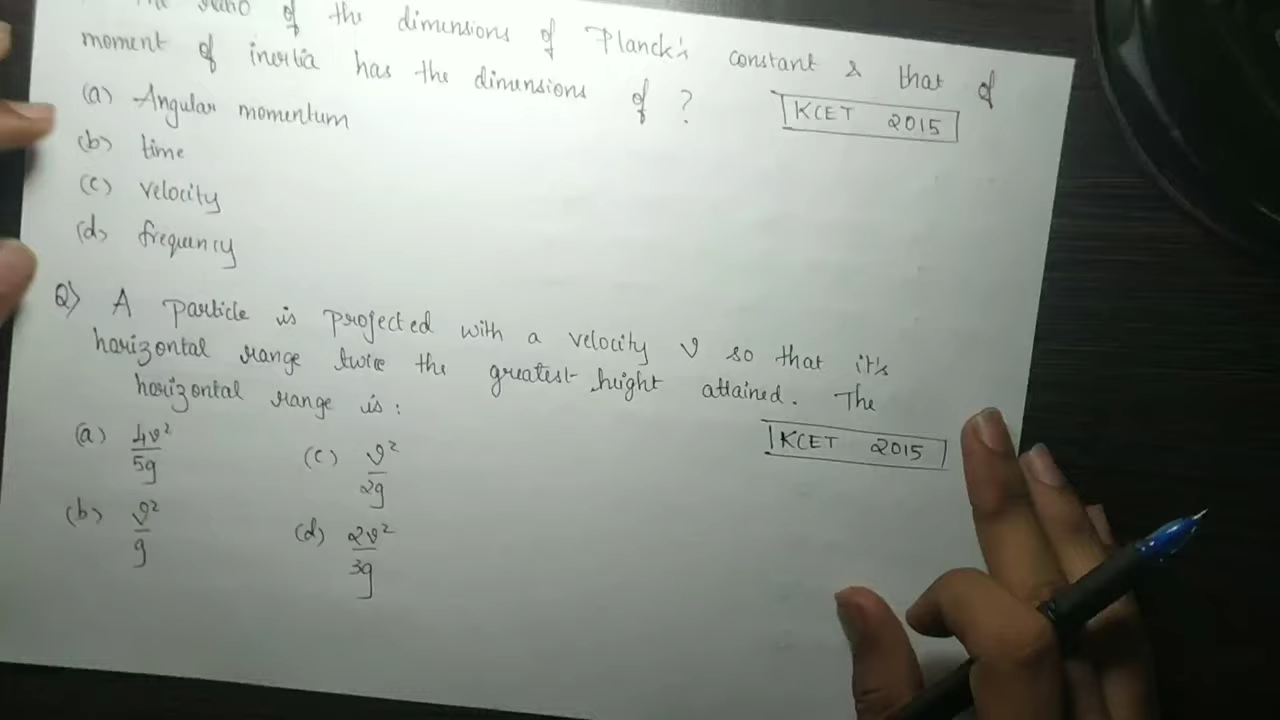 of the dimensions of Planck's constant & that of
moment of inertia has the dimensions of ?
KCET 2015
(a) Angular momentum
(b) time
(c) velocity
(d) frequency
Q) A particle is projected with a velocity v so that it's
horizontal range twice the greatest height attained. The
horizontal range is :
KCET 2015
(a) 4v²/5g
(c) v²/2g
(b) v²/g
(d) 2v²/3g